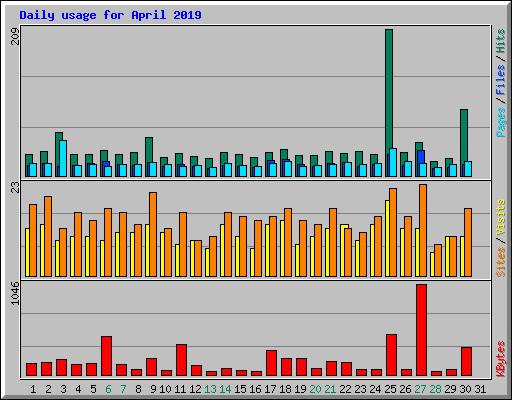 Daily usage for April 2019
209
Pages / Files / Hits
23
Sites / Visits
1046
KBytes
1 2 3 4 5 6 7 8 9 10 11 12 13 14 15 16 17 18 19 20 21 22 23 24 25 26 27 28 29 30 31